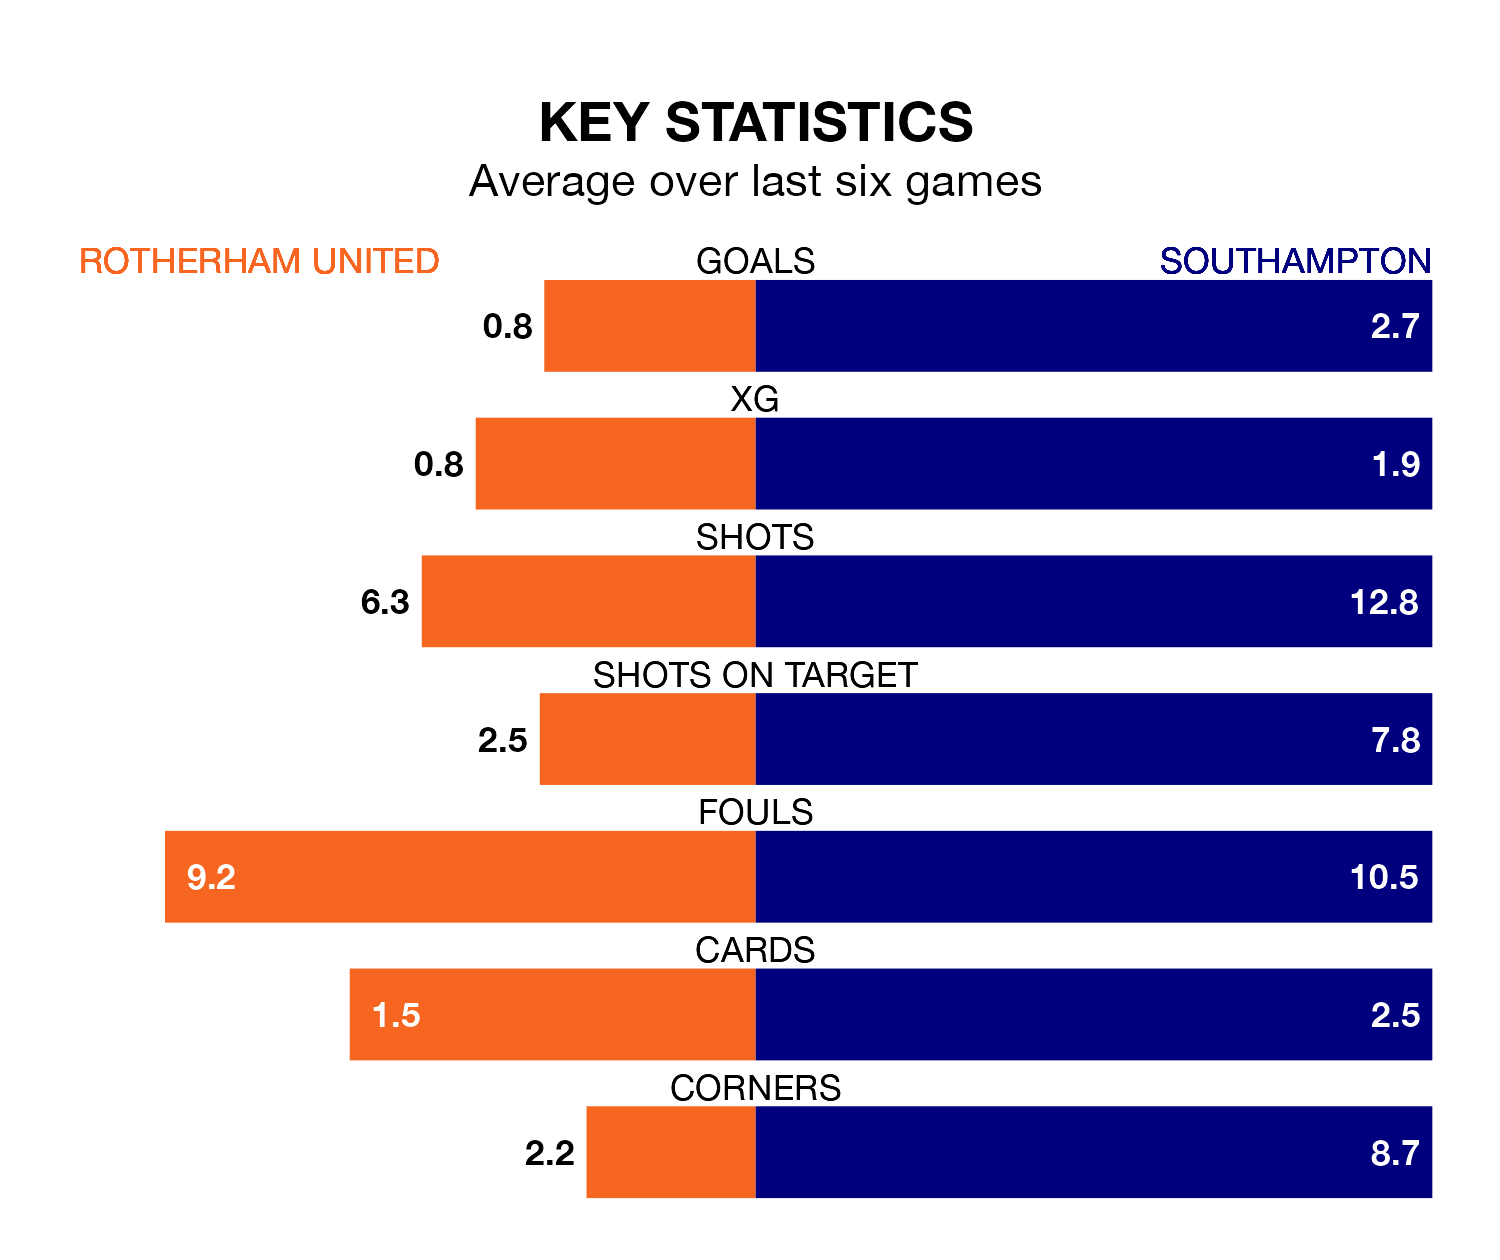 KEY STATISTICS
Average over last six games
ROTHERHAM UNITED GOALS SOUTHAMPTON
0.8 2.7
XG
0.8 1.9
SHOTS
6.3 12.8
SHOTS ON TARGET
2.5 7.8
FOULS
9.2 10.5
CARDS
1.5 2.5
CORNERS
2.2 8.7